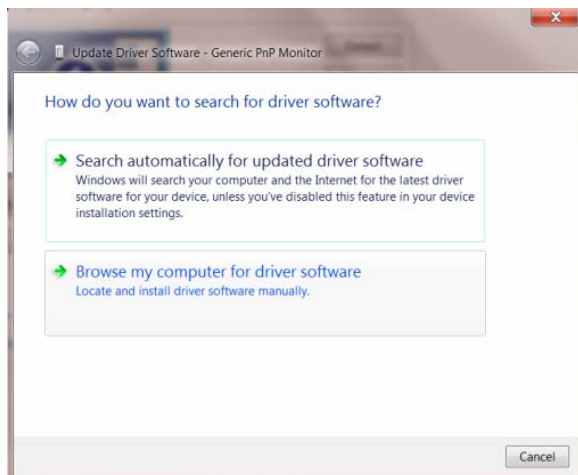 Update Driver Software - Generic PnP Monitor
How do you want to search for driver software?
Search automatically for updated driver software
Windows will search your computer and the Internet for the latest driver
software for your device, unless you've disabled this feature in your device
installation settings.
Browse my computer for driver software
Locate and install driver software manually.
Cancel